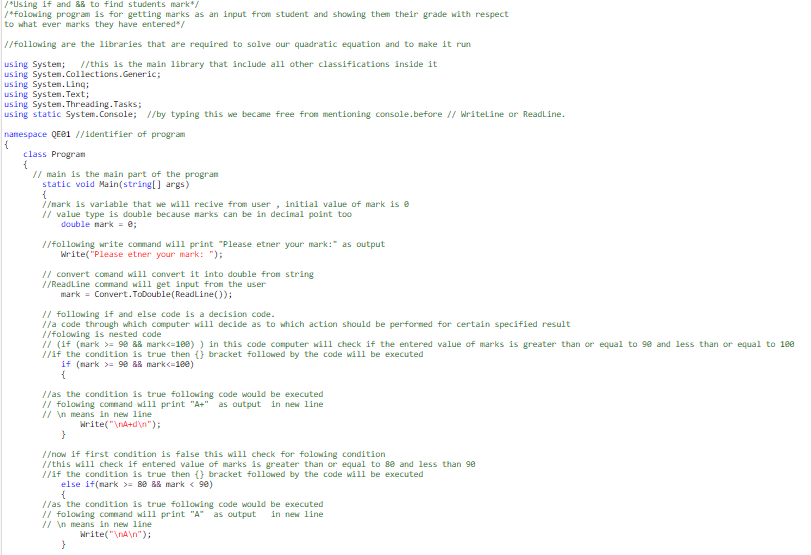 /*Using if and && to find students mark*/
/*folowing program is for getting marks as an input from student and showing them their grade with respect
to what ever marks they have entered*/
//following are the libraries that are required to solve our quadratic equation and to make it run
using System;   //this is the main library that include all other classifications inside it
using System.Collections.Generic;
using System.Linq;
using System.Text;
using System.Threading.Tasks;
using static System.Console;  //by typing this we became free from mentioning console.before // WriteLine or ReadLine.
namespace QE01 //identifier of program
{
class Program
{
// main is the main part of the program
static void Main(string[] args)
{
//mark is variable that we will recive from user , initial value of mark is 0
// value type is double because marks can be in decimal point too
double mark = 0;
//following write command will print "Please etner your mark:" as output
Write("Please etner your mark: ");
// convert comand will convert it into double from string
//ReadLine command will get input from the user
mark = Convert.ToDouble(ReadLine());
// following if and else code is a decision code.
//a code through which computer will decide as to which action should be performed for certain specified result
//folowing is nested code
// (if (mark >= 90 && mark<=100) ) in this code computer will check if the entered value of marks is greater than or equal to 90 and less than or equal to 100
//if the condition is true then {} bracket followed by the code will be executed
if (mark >= 90 && mark<=100)
{
//as the condition is true following code would be executed
// folowing command will print "A+"  as output  in new line
// \n means in new line
Write("\nA+d\n");
}
//now if first condition is false this will check for folowing condition
//this will check if entered value of marks is greater than or equal to 80 and less than 90
//if the condition is true then {} bracket followed by the code will be executed
else if(mark >= 80 && mark < 90)
{
//as the condition is true following code would be executed
// folowing command will print "A"  as output   in new line
// \n means in new line
Write("\nA\n");
}